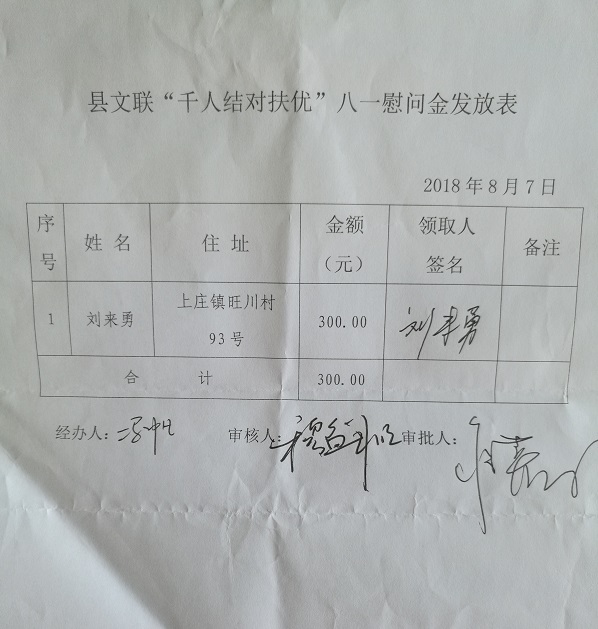 县文联“千人结对扶优”八一慰问金发放表
2018年8月7日
序号 姓 名 住 址 金额（元） 领取人签名 备注
1 刘来勇 上庄镇旺川村93号 300.00 刘来勇
合 计 300.00
经办人: 审核人: 审批人: